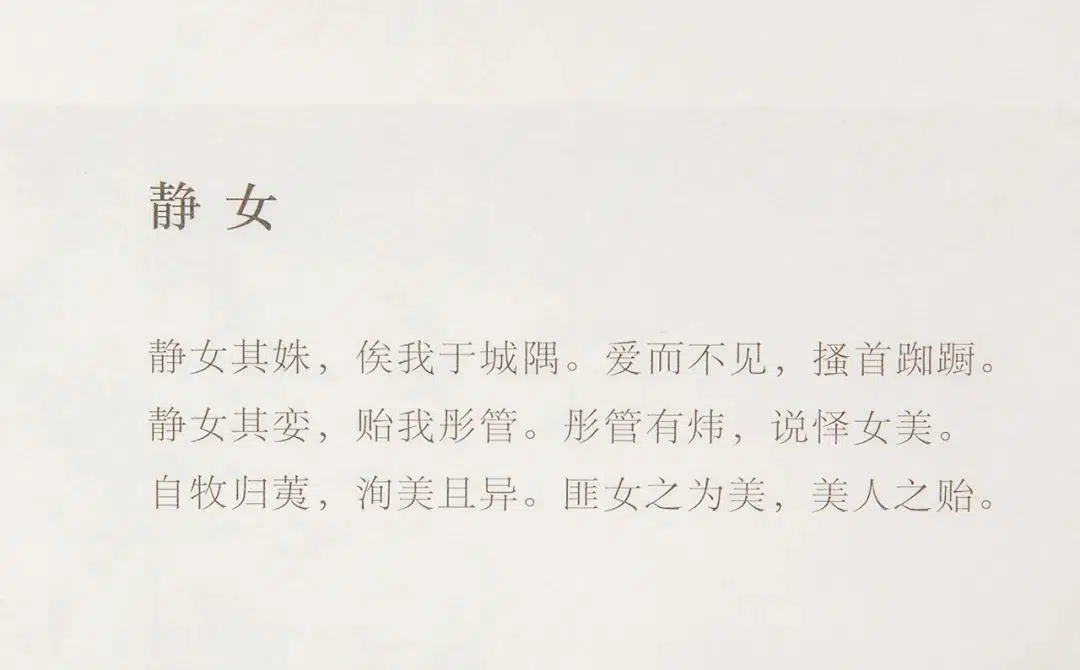 静女
静女其姝，俟我于城隅。爱而不见，搔首踟蹰。
静女其娈，贻我彤管。彤管有炜，说怿女美。
自牧归荑，洵美且异。匪女之为美，美人之贻。